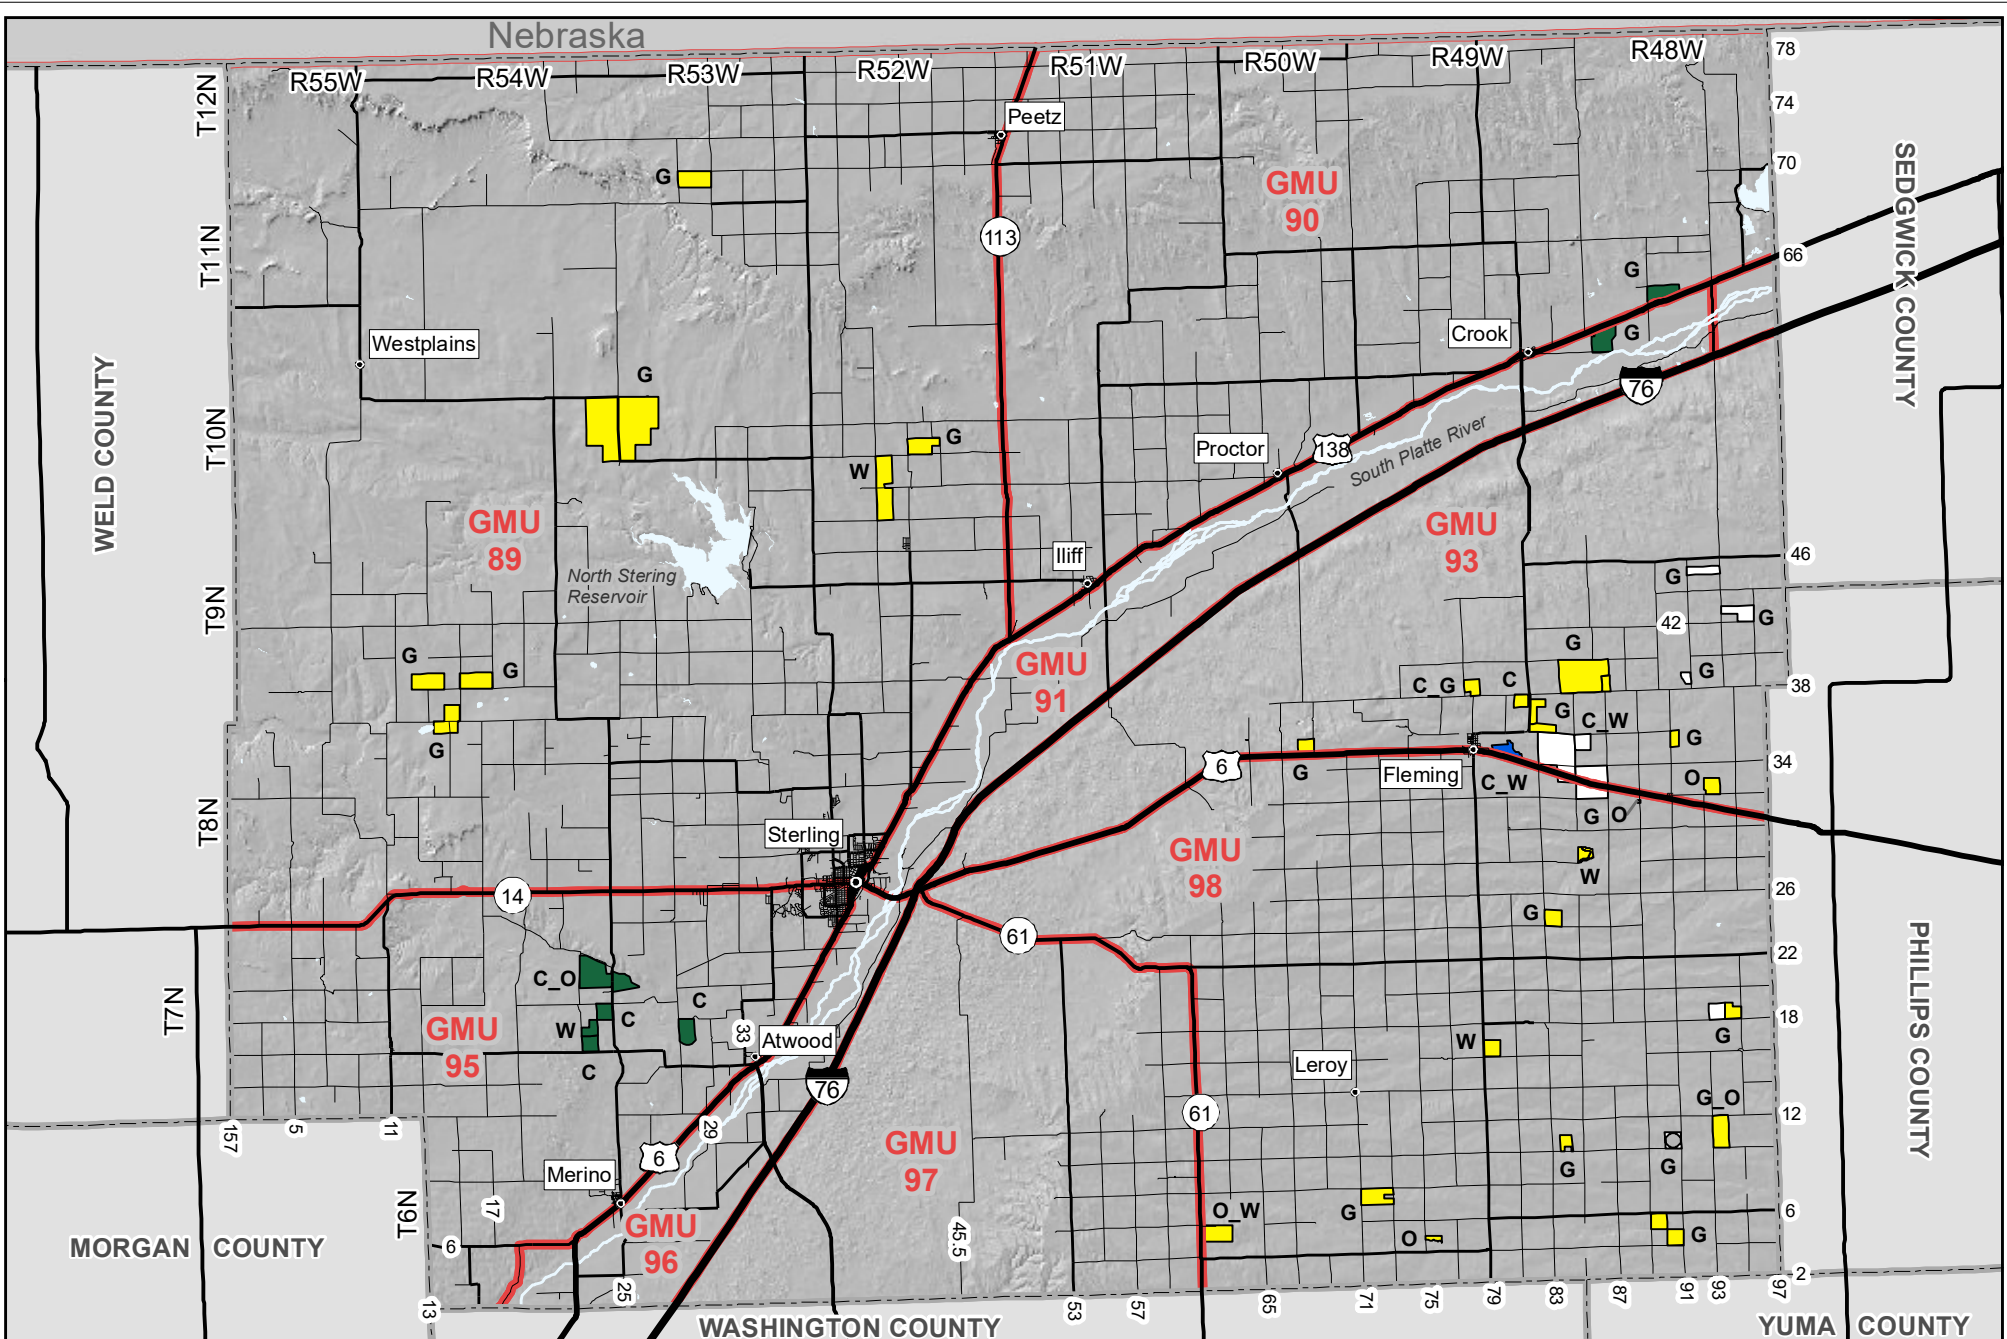 Nebraska
R55W R54W R53W R52W R51W R50W R49W R48W
78
T12N
74
Peetz
70
SEDGWICK COUNTY
G
GMU
90
113
T11N
66
G
Westplains
Crook
G
WELD COUNTY
G
76
T10N
G
W
Proctor
138
South Platte River
GMU
89
GMU
93
Iliff
46
North Stering
Reservoir
G
T9N
42
G
G
G
G
GMU
91
C_G
C
G
38
G
G
C_W
G
6
G
Fleming
C_W
34
O
T8N
Sterling
G O
GMU
98
W
14
26
G
61
22
C_O
T7N
C
C
W
GMU
95
33
Atwood
18
G
W
C
Leroy
76
G_O
12
61
157
5
11
29
6
GMU
97
Merino
G
G
T6N
17
GMU
96
O_W
G
6
G
O
6
45.5
MORGAN COUNTY
PHILLIPS COUNTY
2
13
25
53
57
65
71
75
79
83
87
91
93
97
WASHINGTON COUNTY
YUMA COUNTY